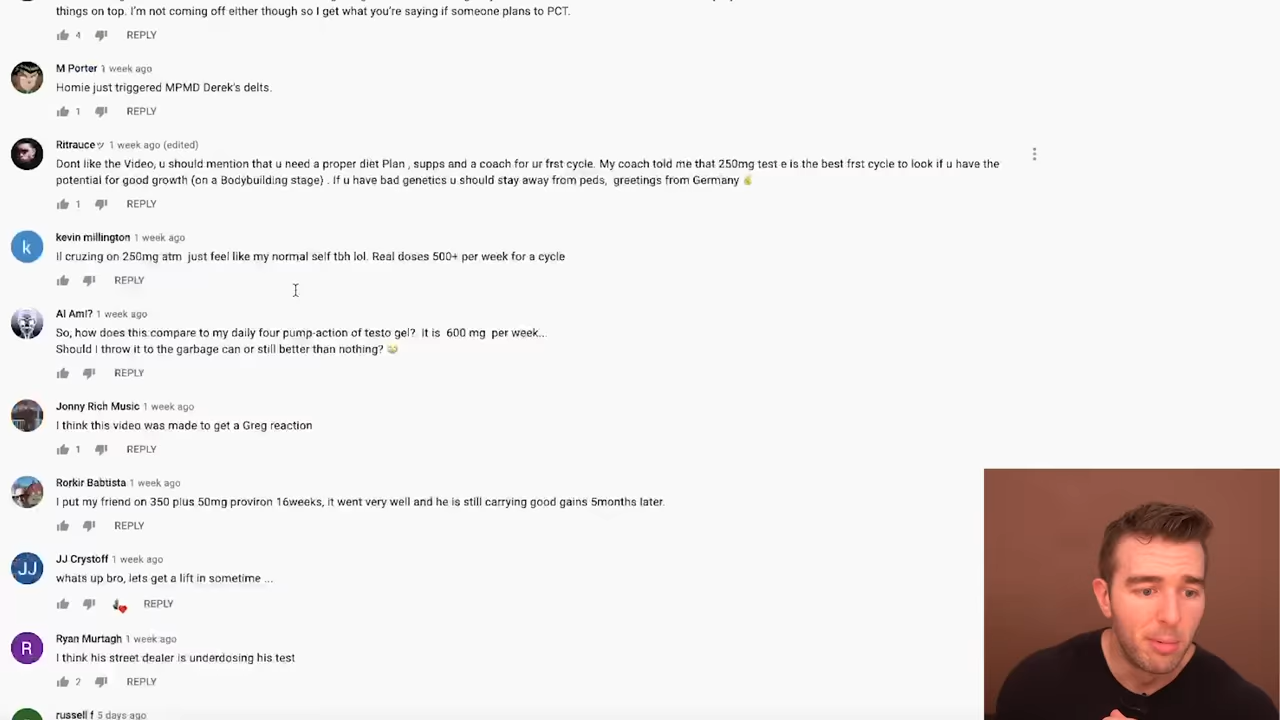 things on top. I'm not coming off either though so I get what you're saying if someone plans to PCT.
4 REPLY
M Porter 1 week ago
Homie just triggered MPMD Derek's delts.
1 REPLY
Ritrauceッ 1 week ago (edited)
Dont like the Video, u should mention that u need a proper diet Plan , supps and a coach for ur frst cycle. My coach told me that 250mg test e is the best frst cycle to look if u have the
potential for good growth (on a Bodybuilding stage) . If u have bad genetics u should stay away from peds, greetings from Germany
1 REPLY
kevin millington 1 week ago
Il cruzing on 250mg atm just feel like my normal self tbh lol. Real doses 500+ per week for a cycle
REPLY
k
Al AmI? 1 week ago
So, how does this compare to my daily four pump-action of testo gel? It is 600 mg per week...
Should I throw it to the garbage can or still better than nothing?
REPLY
Jonny Rich Music 1 week ago
I think this video was made to get a Greg reaction
1 REPLY
Rorkir Babtista 1 week ago
I put my friend on 350 plus 50mg proviron 16weeks, it went very well and he is still carrying good gains 5months later.
REPLY
JJ Crystoff 1 week ago
JJ
whats up bro, lets get a lift in sometime ...
REPLY
Ryan Murtagh 1 week ago
R
I think his street dealer is underdosing his test
2 REPLY
russell f 5 days ago